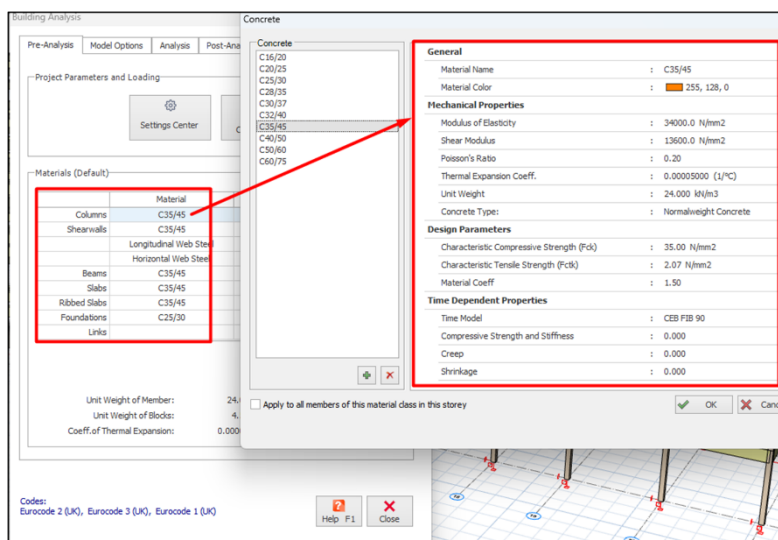 Building Analysis
Pre-Analysis Model Options Analysis
Project Parameters and Loading
Settings Center
Materials (Default)
Material
Columns C35/45
Shearwalls C35/45
Longitudinal Web Steel
Horizontal Web Steel
Beams C35/45
Slabs C35/45
Ribbed Slabs C35/45
Foundations C25/30
Links
Unit Weight of Member:
Unit Weight of Blocks:
Coeff.of Thermal Expansion:
Codes:
Eurocode 2 (UK), Eurocode 3 (UK), Eurocode 1 (UK)
Help F1 Close
Concrete
Concrete
C16/20
C20/25
C25/30
C28/35
C30/37
C32/40
C35/45
C40/50
C50/60
C60/75
General
Material Name : C35/45
Material Color : 255, 128, 0
Mechanical Properties
Modulus of Elasticity : 34000.0 N/mm2
Shear Modulus : 13600.0 N/mm2
Poisson's Ratio : 0.20
Thermal Expansion Coeff. : 0.00005000 (1/°C)
Unit Weight : 24.000 kN/m3
Concrete Type: : Normalweight Concrete
Design Parameters
Characteristic Compressive Strength (Fck) : 35.00 N/mm2
Characteristic Tensile Strength (Fctk) : 2.07 N/mm2
Material Coeff : 1.50
Time Dependent Properties
Time Model : CEB FIB 90
Compressive Strength and Stiffness : 0.000
Creep : 0.000
Shrinkage : 0.000
Apply to all members of this material class in this storey
OK